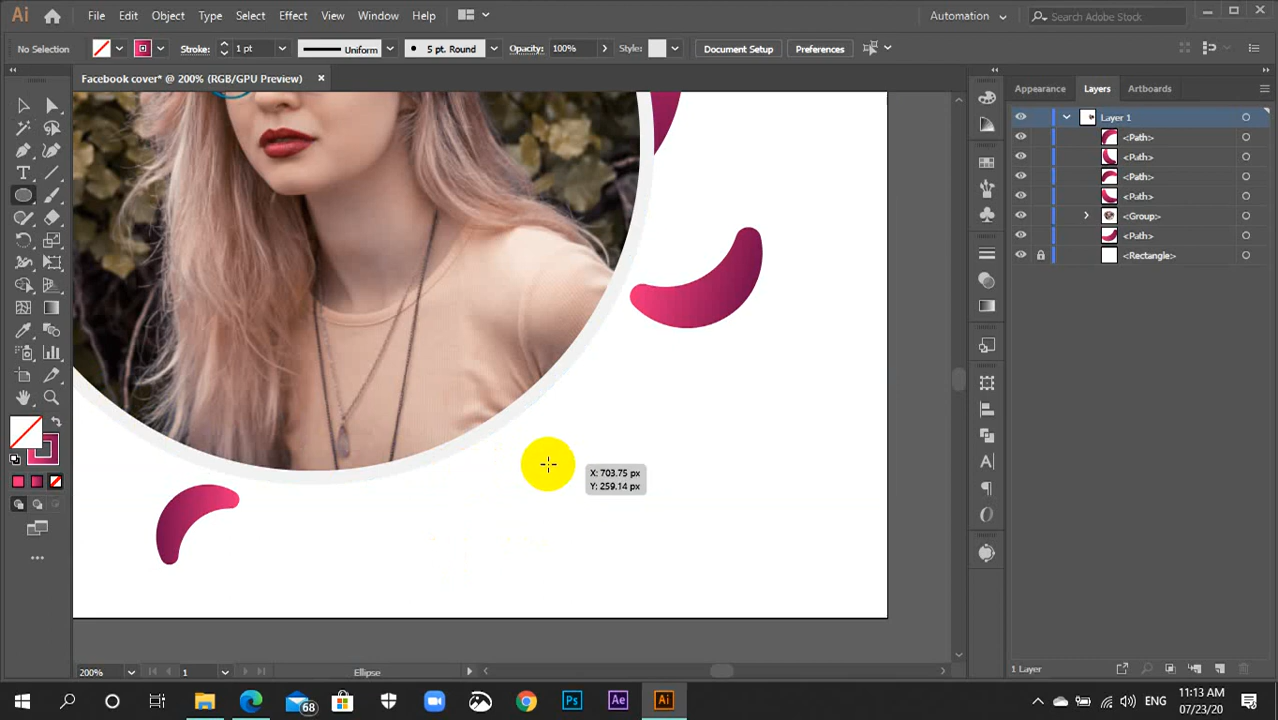 Ai File Edit Object Type Select Effect View Window Help Automation Search Adobe Stock
No Selection Stroke: 1 pt Uniform 5 pt. Round Opacity: 100% Style: Document Setup Preferences
Facebook cover* @ 200% (RGB/GPU Preview) ×
Appearance Layers Artboards
Layer 1
<Path>
<Path>
<Path>
<Path>
<Group>
<Path>
<Rectangle>
X: 703.75 px
Y: 259.14 px
200% 1 Ellipse 1 Layer
68 Ps Ae Ai ENG 11:13 AM
07/23/20